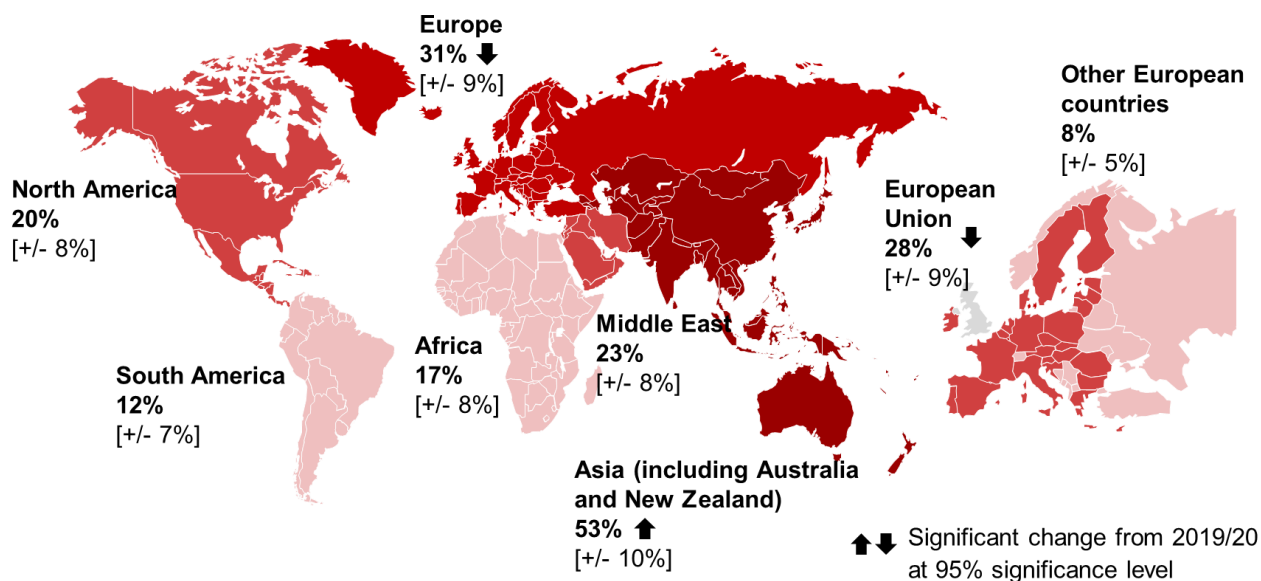 Europe
31%
[+/- 9%]
Other European
countries
8%
[+/- 5%]
North America
20%
[+/- 8%]
European
Union
28%
[+/- 9%]
South America
12%
[+/- 7%]
Africa
17%
[+/- 8%]
Middle East
23%
[+/- 8%]
Asia (including Australia
and New Zealand)
53%
[+/- 10%]
Significant change from 2019/20
at 95% significance level